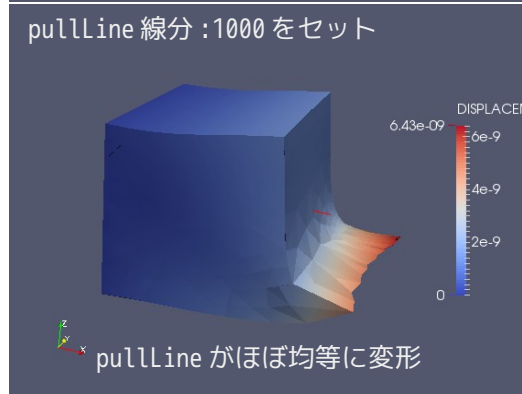 pullLine 線分 :1000 をセット
DISPLACEM
6.43e-09
6e-9
4e-9
2e-9
0
Z
Y
X
pullLine がほぼ均等に変形